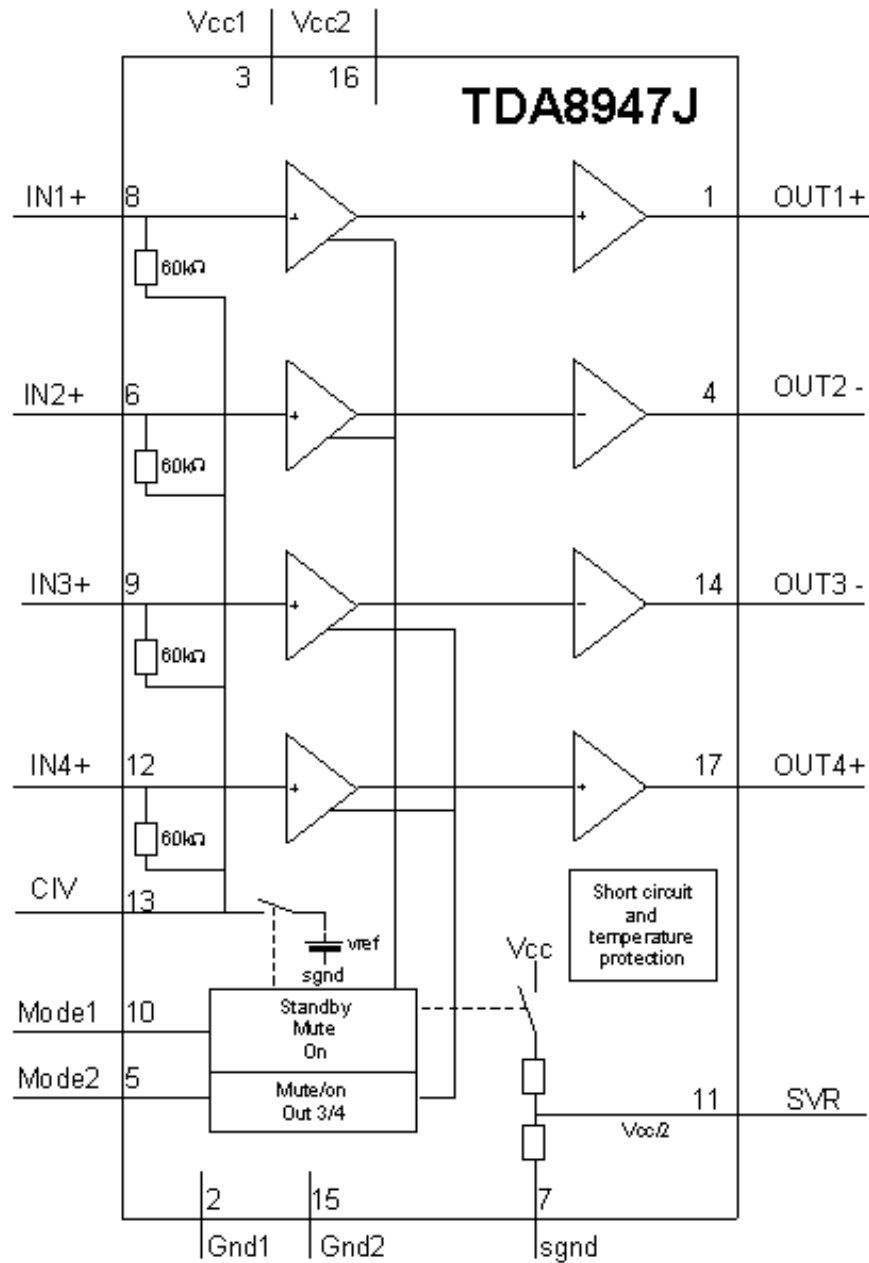 Vcc1 Vcc2
3 16
TDA8947J
IN1+ 8 + + 1 OUT1+
60kΩ
IN2+ 6 + - 4 OUT2 -
60kΩ
IN3+ 9 + - 14 OUT3 -
60kΩ
IN4+ 12 + + 17 OUT4+
60kΩ
CIV 13
vref
sgnd
Short circuit
and
temperature
protection
Vcc
Mode1 10
Standby
Mute
On
Mode2 5
Mute/on
Out 3/4
11 SVR
Vcc/2
2 15 7
Gnd1 Gnd2 sgnd